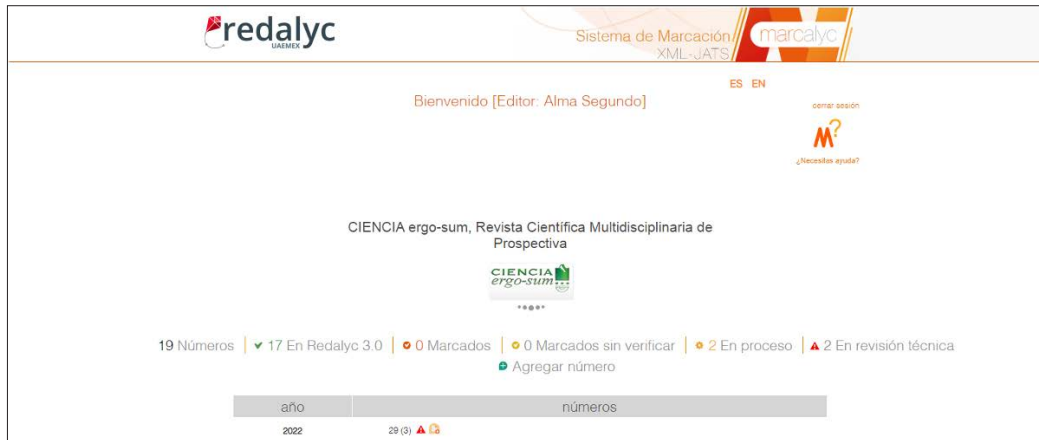 redalyc
UAEMEX
Sistema de Marcación
XML-JATS
marcalyc
ES EN
Bienvenido [Editor: Alma Segundo]
cerrar sesión
M?
¿Necesitas ayuda?
CIENCIA ergo-sum, Revista Científica Multidisciplinaria de
Prospectiva
CIENCIA
ergo-sum
19 Números | 17 En Redalyc 3.0 | 0 Marcados | 0 Marcados sin verificar | 2 En proceso | 2 En revisión técnica
Agregar número
año números
2022 29 (3)